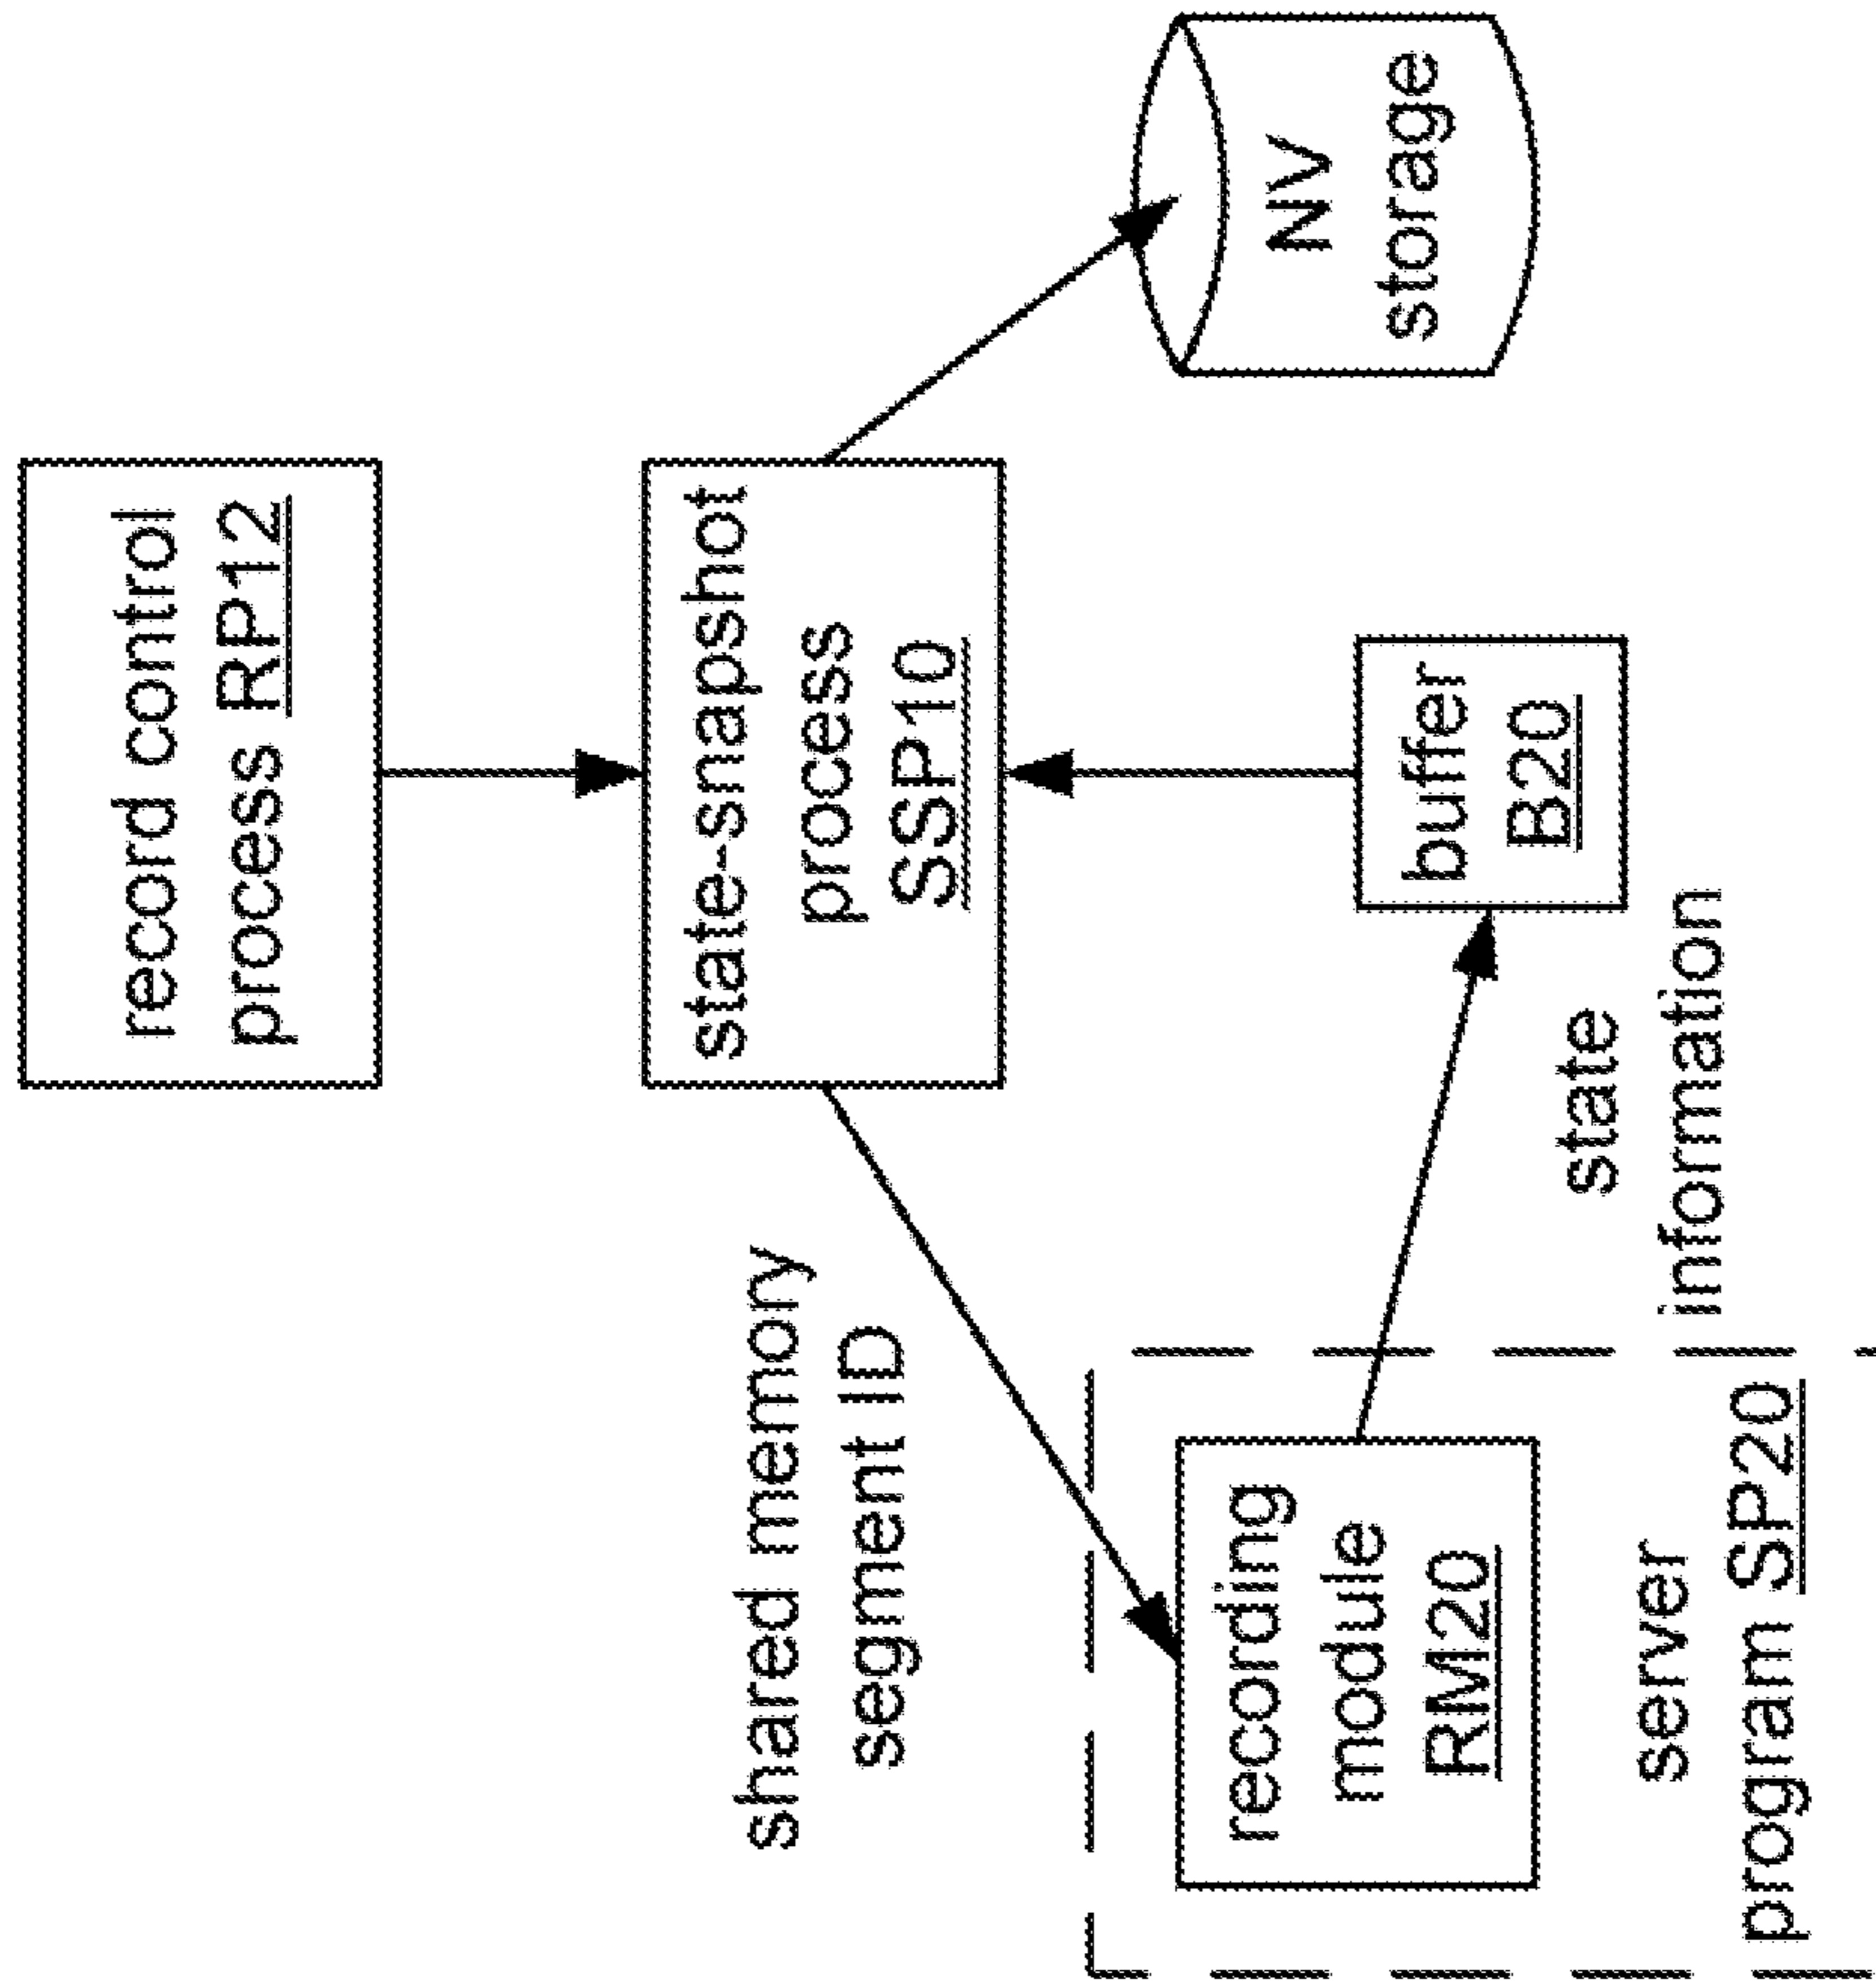 record control
process RP12
state-snapshot
process
SSP10
NV
storage
shared memory
segment ID
buffer
B20
state
information
recording
module
RM20
server
program SP20